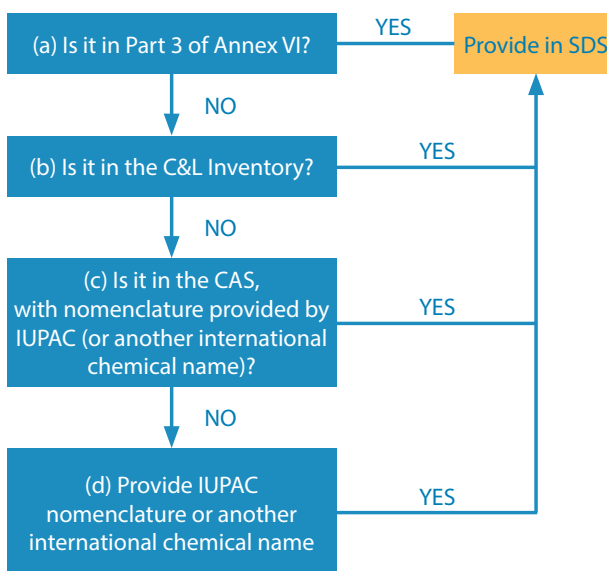 (a) Is it in Part 3 of Annex VI?
YES
Provide in SDS
NO
(b) Is it in the C&L Inventory?
YES
NO
(c) Is it in the CAS,
with nomenclature provided by
IUPAC (or another international
chemical name)?
YES
NO
(d) Provide IUPAC
nomenclature or another
international chemical name
YES